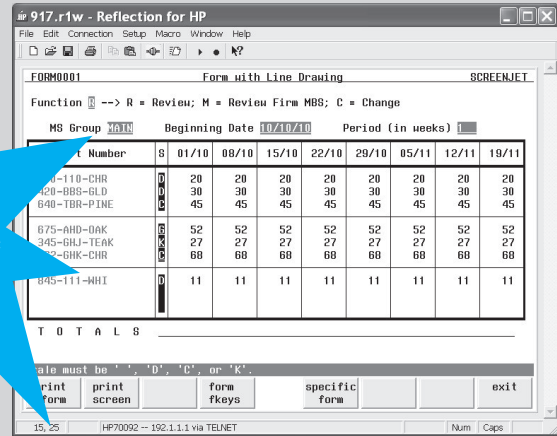 917.r1w - Reflection for HP
File Edit Connection Setup Macro Window Help
FORM0001 Form with Line Drawing SCREENJET
Function R --> R = Review; M = Review Firm MBS; C = Change
MS Group MAIN Beginning Date 10/10/10 Period (in weeks) 1
Number S 01/10 08/10 15/10 22/10 29/10 05/11 12/11 19/11
-110-CHR D 20 20 20 20 20 20 20 20
420-BBS-GLD D 30 30 30 30 30 30 30 30
640-TBR-PINE C 45 45 45 45 45 45 45 45
675-AHD-OAK G 52 52 52 52 52 52 52 52
345-GHJ-TEAK K 27 27 27 27 27 27 27 27
-GHK-CHR C 68 68 68 68 68 68 68 68
845-111-WHI D 11 11 11 11 11 11 11 11
T O T A L S
must be ' ', 'D', 'C', or 'K'.
print form print screen form fkeys specific form exit
15, 25 HP70092 -- 192.1.1.1 via TELNET Num Caps